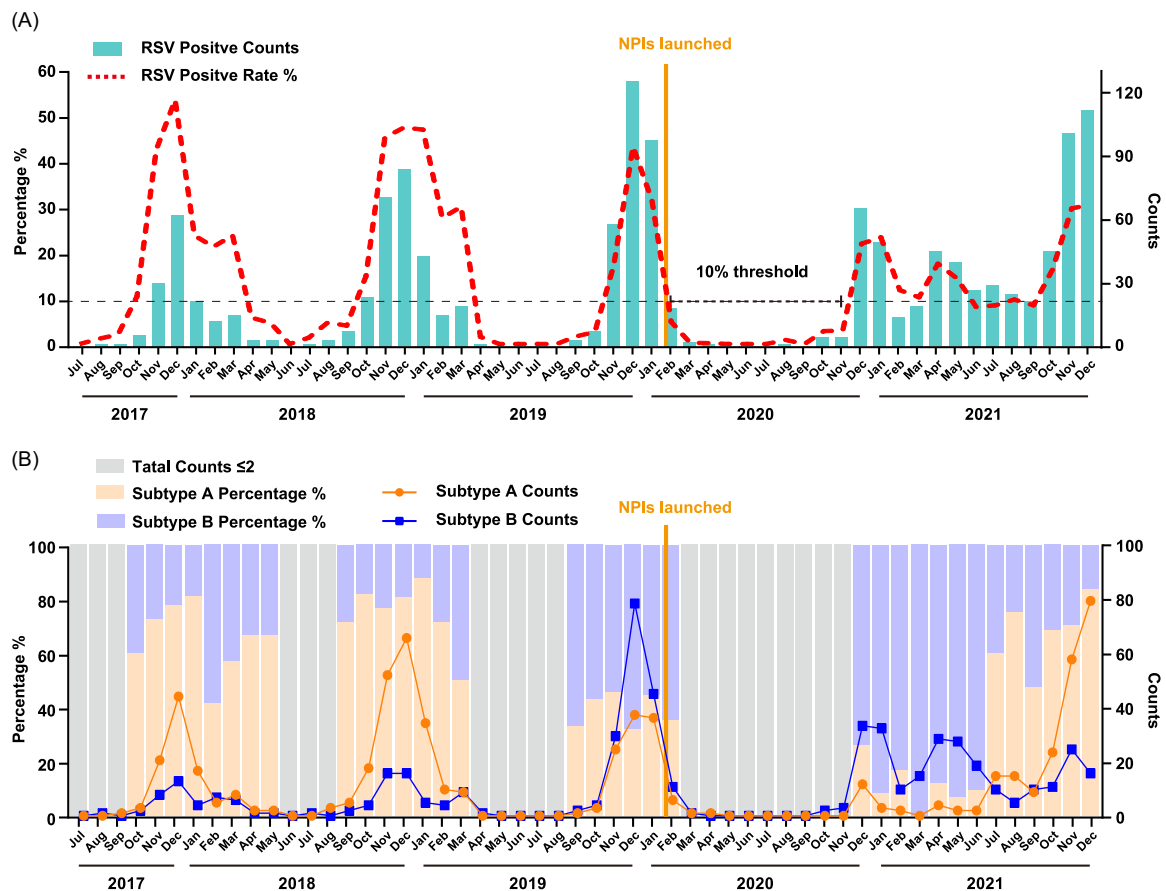 (A)
RSV Positve Counts
RSV Positve Rate %
NPIs launched
60
50
40
30
20
10
0
Percentage %
120
90
60
30
0
Counts
10% threshold
Jul Aug Sep Oct Nov Dec Jan Feb Mar Apr May Jun Jul Aug Sep Oct Nov Dec Jan Feb Mar Apr May Jun Jul Aug Sep Oct Nov Dec Jan Feb Mar Apr May Jun Jul Aug Sep Oct Nov Dec Jan Feb Mar Apr May Jun Jul Aug Sep Oct Nov Dec
2017 2018 2019 2020 2021
(B)
Tatal Counts ≤2
Subtype A Percentage % Subtype A Counts
Subtype B Percentage % Subtype B Counts
NPIs launched
100
80
60
40
20
0
Percentage %
100
80
60
40
20
0
Counts
Jul Aug Sep Oct Nov Dec Jan Feb Mar Apr May Jun Jul Aug Sep Oct Nov Dec Jan Feb Mar Apr May Jun Jul Aug Sep Oct Nov Dec Jan Feb Mar Apr May Jun Jul Aug Sep Oct Nov Dec Jan Feb Mar Apr May Jun Jul Aug Sep Oct Nov Dec
2017 2018 2019 2020 2021